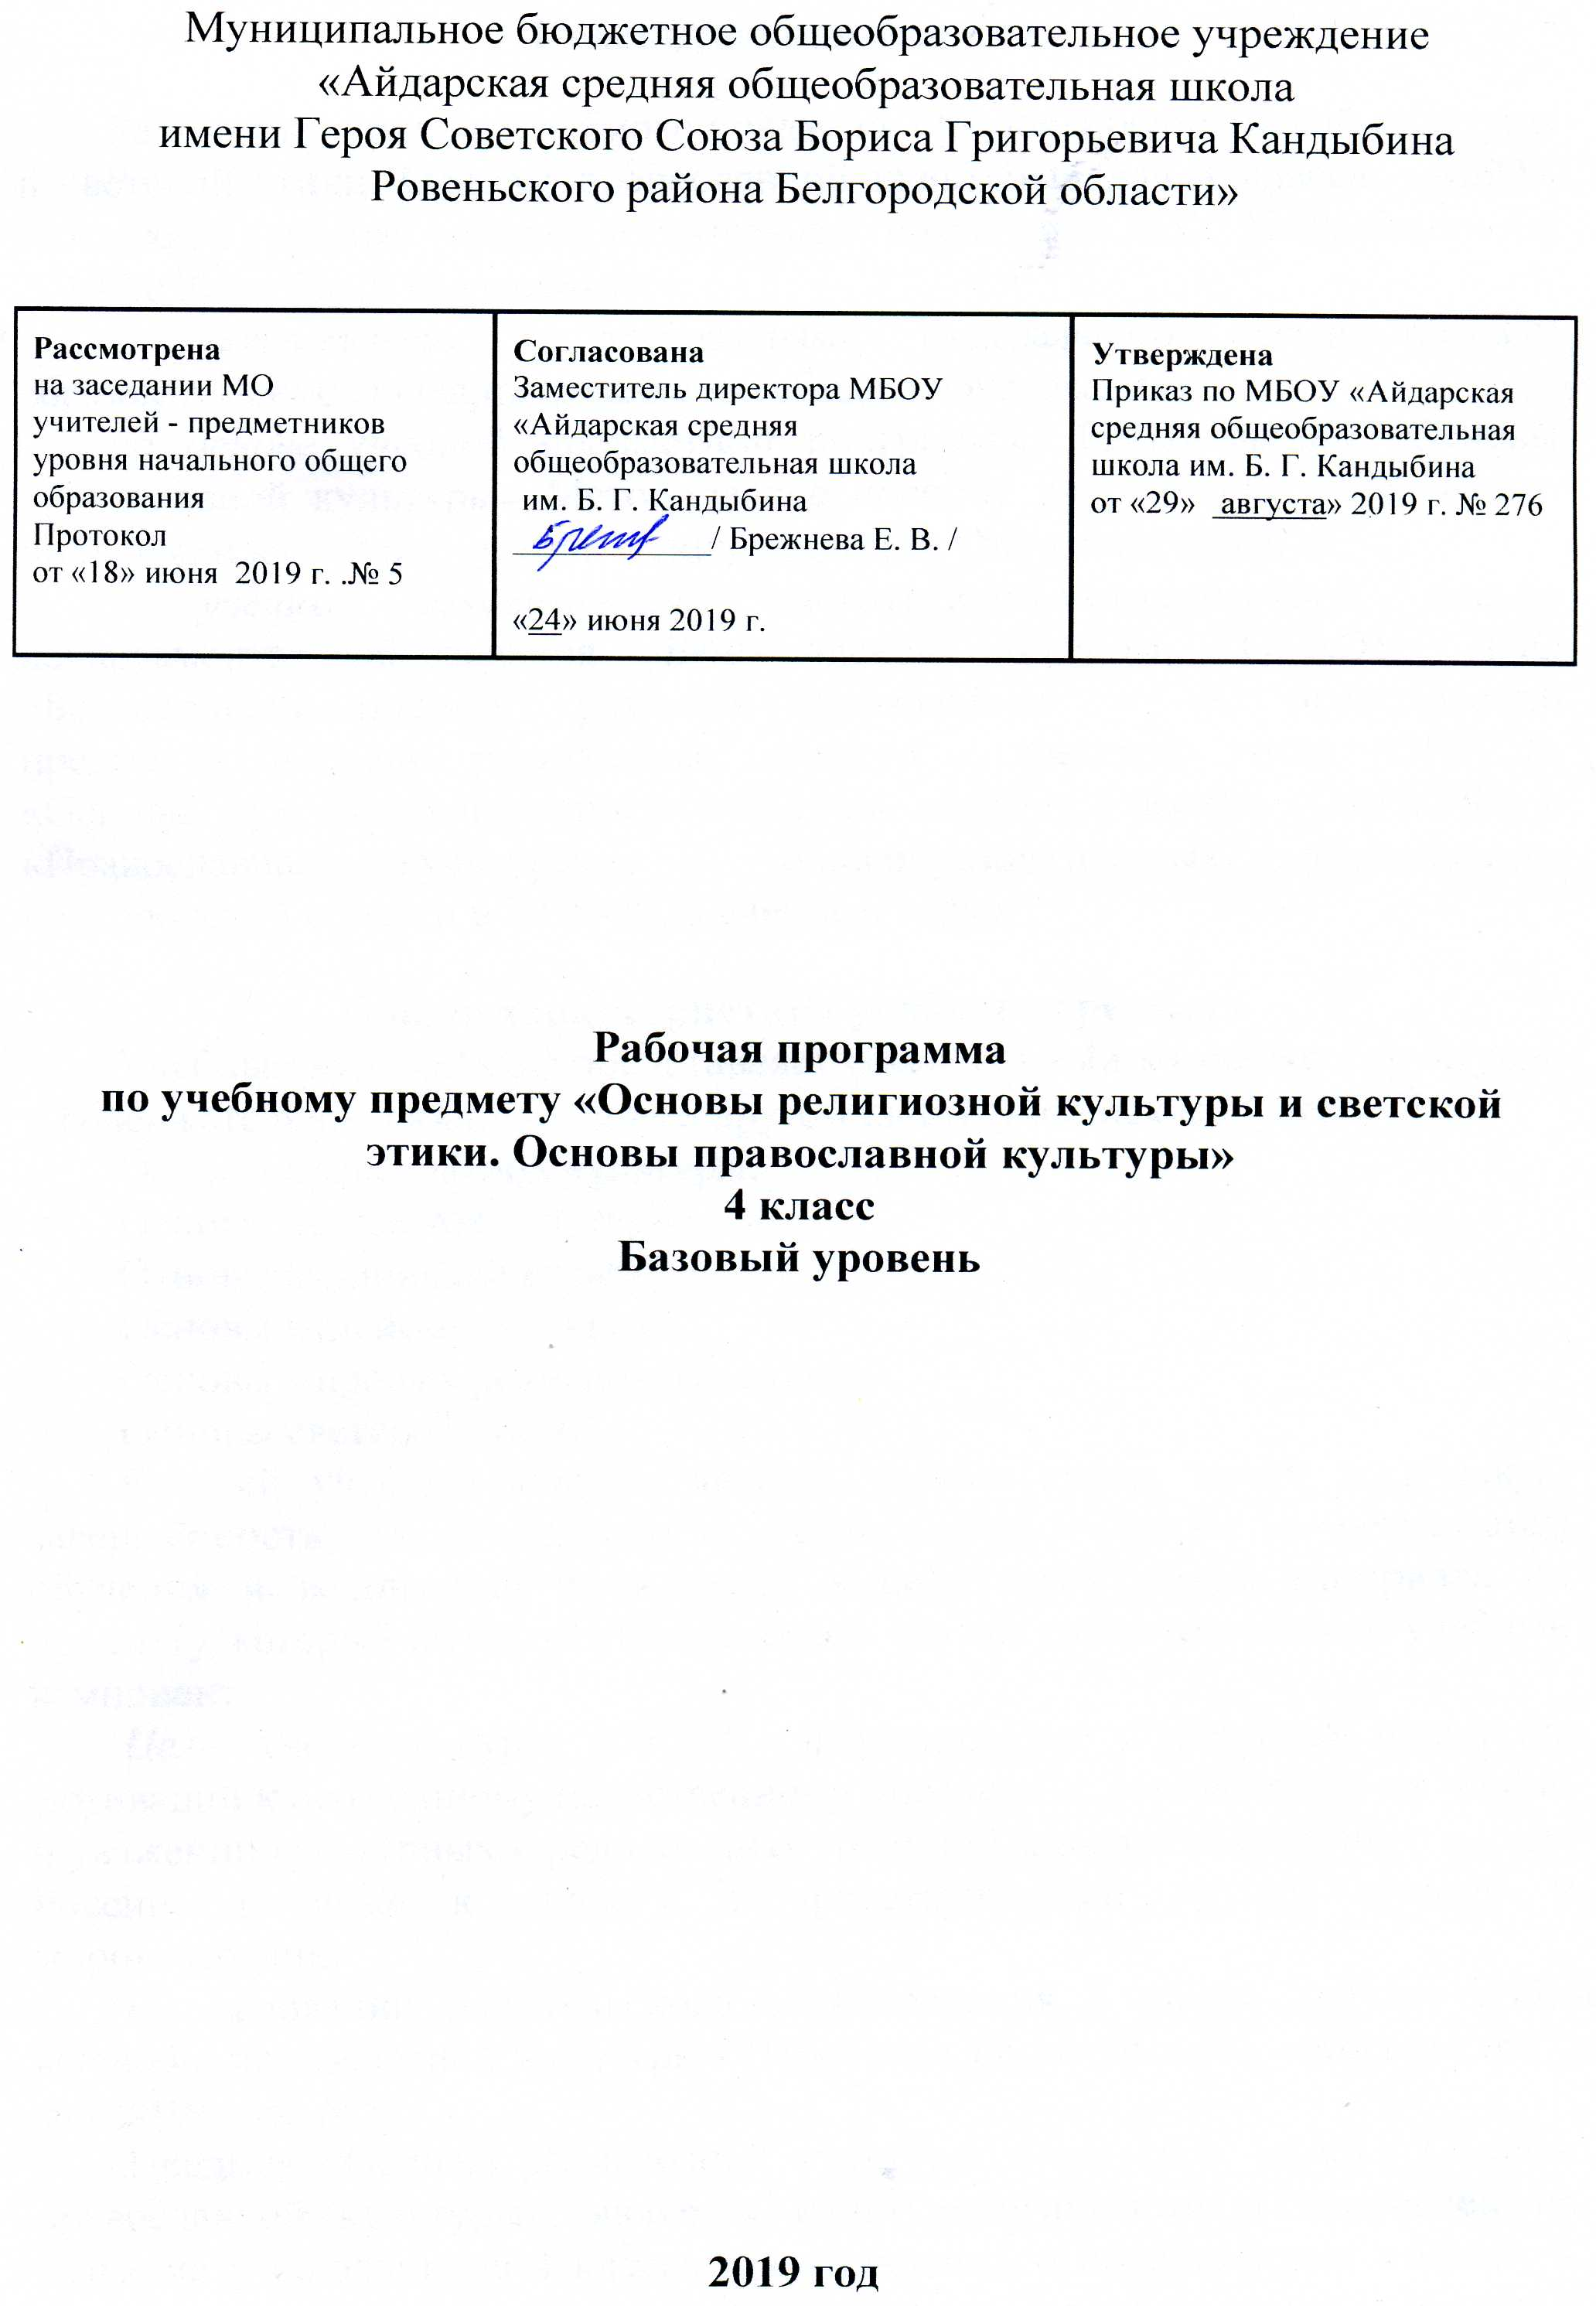 Муниципальное бюджетное общеобразовательное учреждение
«Айдарская средняя общеобразовательная школа
имени Героя Советского Союза Бориса Григорьевича Кандыбина
Ровеньского района Белгородской области»
Рассмотрена
на заседании МО
учителей - предметников
уровня начального общего
образования
Протокол
от «18» июня 2019 г. .№ 5
Согласована
Заместитель директора МБОУ
«Айдарская средняя
общеобразовательная школа
им. Б. Г. Кандыбина
______________/ Брежнева Е. В. /
«24» июня 2019 г.
Утверждена
Приказ по МБОУ «Айдарская
средняя общеобразовательная
школа им. Б. Г. Кандыбина
от «29» августа» 2019 г. № 276
Рабочая программа
по учебному предмету «Основы религиозной культуры и светской
этики. Основы православной культуры»
4 класс
Базовый уровень
2019 год